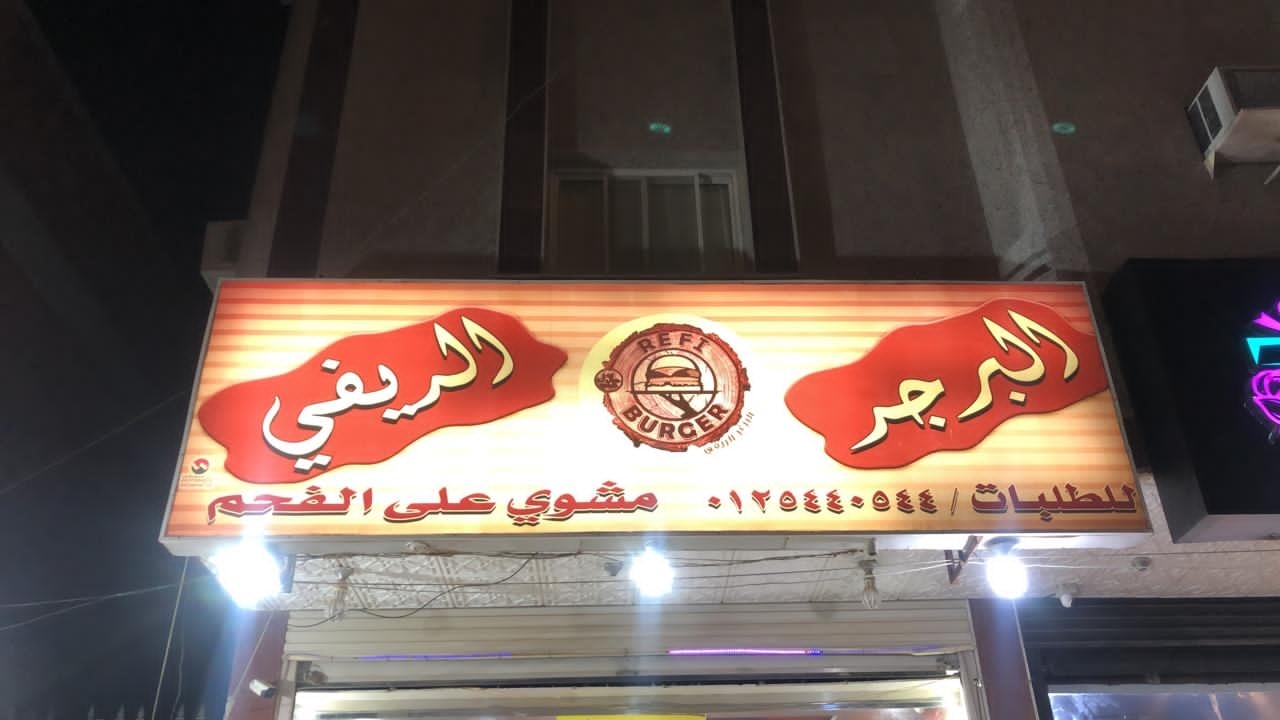 البرجر
REFI
BURGER
الريفي
للطلبات / ٠١٢٥٤٤٠٥٤٤
مشوي على الفحم